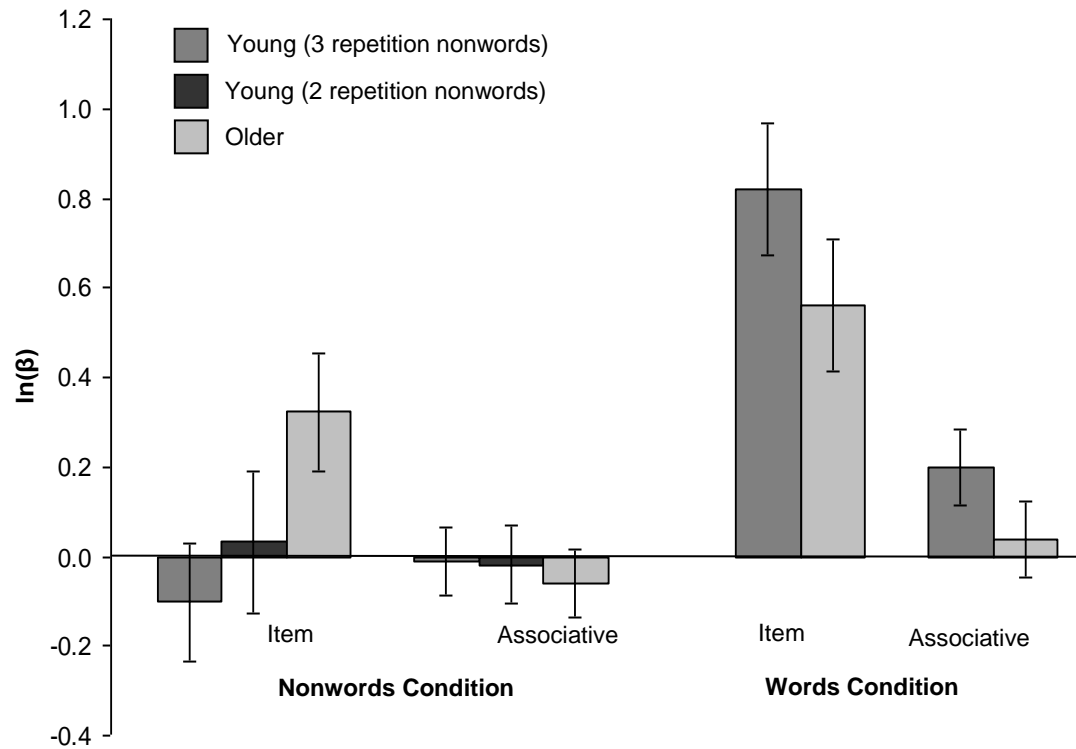 1.2
1.0
0.8
0.6
0.4
0.2
0.0
-0.2
-0.4
ln(β)
Young (3 repetition nonwords)
Young (2 repetition nonwords)
Older
Item
Associative
Item
Associative
Nonwords Condition
Words Condition